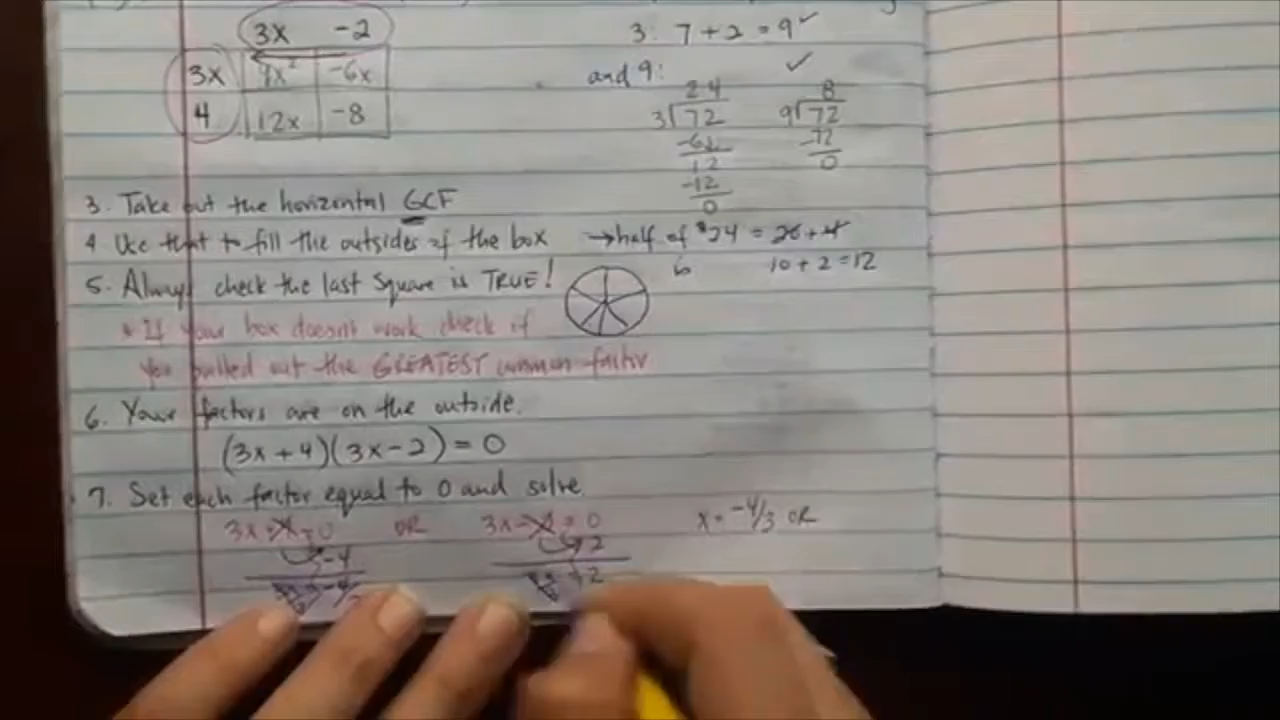 3x -2
3x 9x² -6x
4 12x -8
3: 7+2=9 ✓
and 9: ✓
24 8
3 72 9 72
-6 -72
12 0
-12
0
3. Take out the horizontal GCF
4 Use that to fill the outsides of the box →half of 24 =
10+2=12
5. Always check the last square is TRUE!
* If your box doesn't work check if
you pulled out the GREATEST common factor
6. Your factors are on the outside.
(3x+4)(3x-2)=0
7. Set each factor equal to 0 and solve
3x+4=0 OR 3x-2=0 x=-4/3 OR
-4 +2